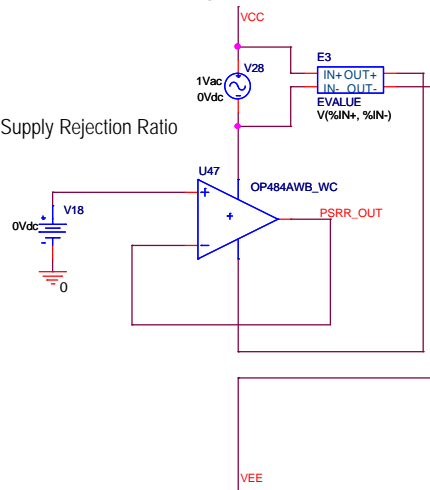 VCC
E3
V28
IN+ OUT+
1Vac
IN- OUT-
0Vdc
EVALUE
V(%IN+, %IN-)
Supply Rejection Ratio
U47
OP484AWB_WC
+
V18
PSRR_OUT
+
0Vdc
-
0
VEE